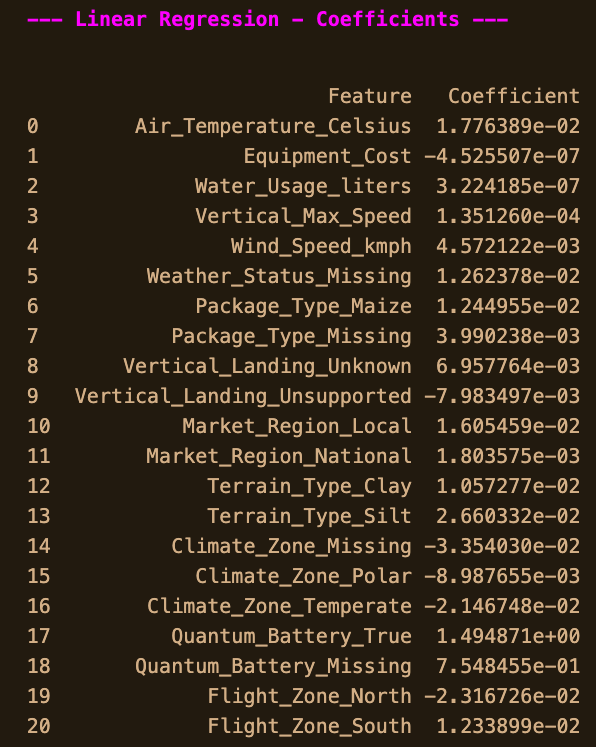 --- Linear Regression - Coefficients ---
Feature Coefficient
0 Air_Temperature_Celsius 1.776389e-02
1 Equipment_Cost -4.525507e-07
2 Water_Usage_liters 3.224185e-07
3 Vertical_Max_Speed 1.351260e-04
4 Wind_Speed_kmph 4.572122e-03
5 Weather_Status_Missing 1.262378e-02
6 Package_Type_Maize 1.244955e-02
7 Package_Type_Missing 3.990238e-03
8 Vertical_Landing_Unknown 6.957764e-03
9 Vertical_Landing_Unsupported -7.983497e-03
10 Market_Region_Local 1.605459e-02
11 Market_Region_National 1.803575e-03
12 Terrain_Type_Clay 1.057277e-02
13 Terrain_Type_Silt 2.660332e-02
14 Climate_Zone_Missing -3.354030e-02
15 Climate_Zone_Polar -8.987655e-03
16 Climate_Zone_Temperate -2.146748e-02
17 Quantum_Battery_True 1.494871e+00
18 Quantum_Battery_Missing 7.548455e-01
19 Flight_Zone_North -2.316726e-02
20 Flight_Zone_South 1.233899e-02